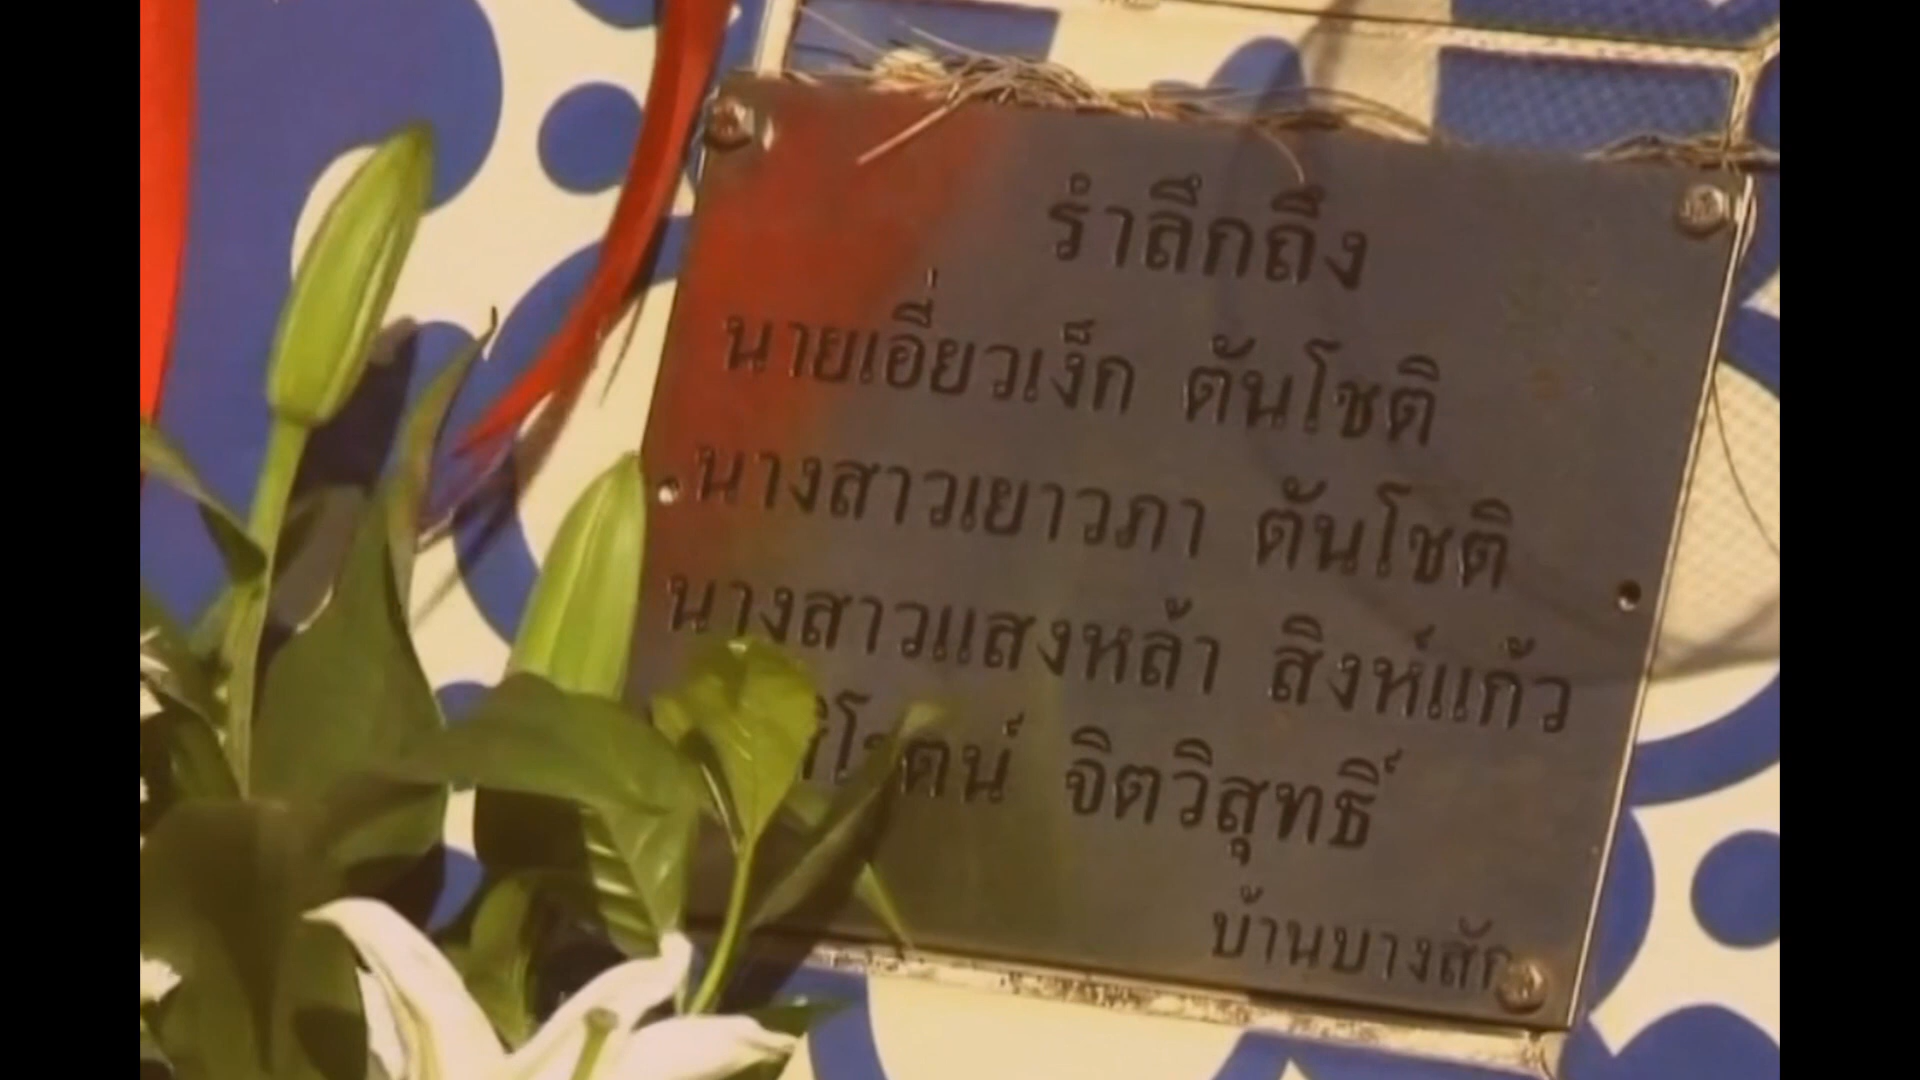 รำลึกถึง
นายเอี่ยวเง็ก ตันโชติ
นางสาวเยาวภา ตันโชติ
นางสาวแสงหล้า สิงห์แก้ว
จิตวิสุทธิ์
บ้านบางสัก